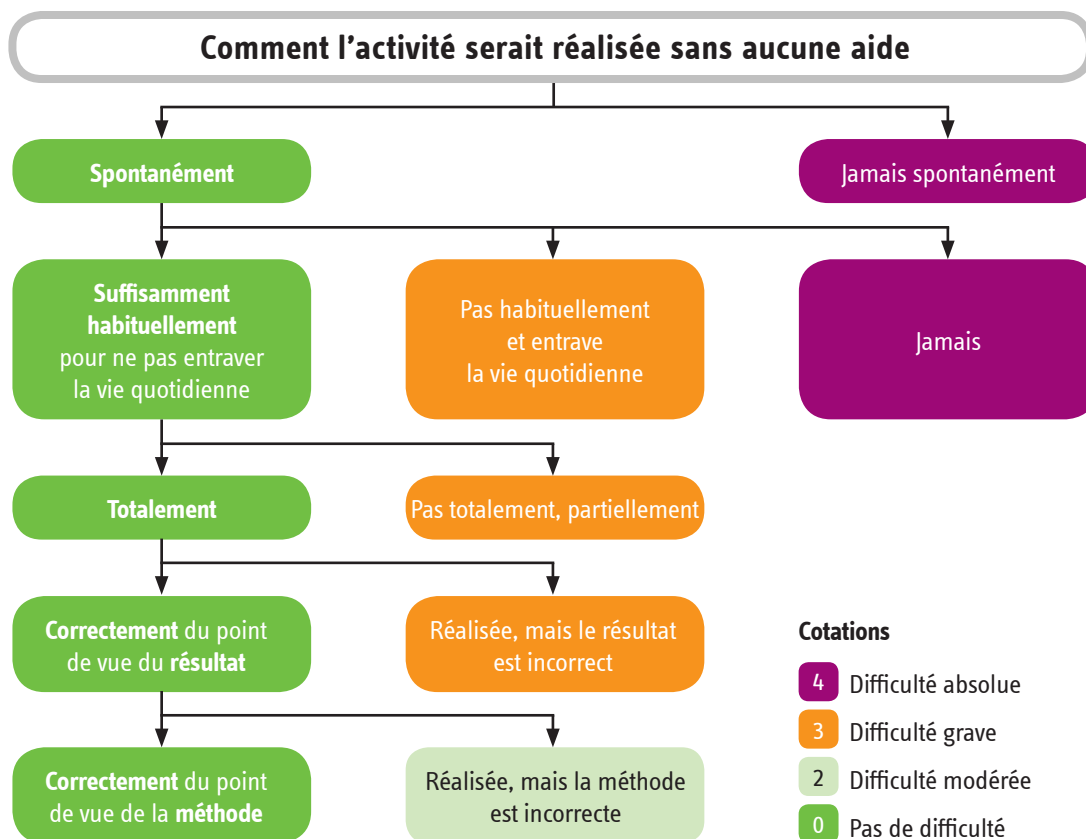 Comment l’activité serait réalisée sans aucune aide
Spontanément
Jamais spontanément
Suffisamment
habituellement
pour ne pas entraver
la vie quotidienne
Pas habituellement
et entrave
la vie quotidienne
Jamais
Totalement
Pas totalement, partiellement
Correctement du point
de vue du résultat
Réalisée, mais le résultat
est incorrect
Correctement du point
de vue de la méthode
Réalisée, mais la méthode
est incorrecte
Cotations
4 Difficulté absolue
3 Difficulté grave
2 Difficulté modérée
0 Pas de difficulté